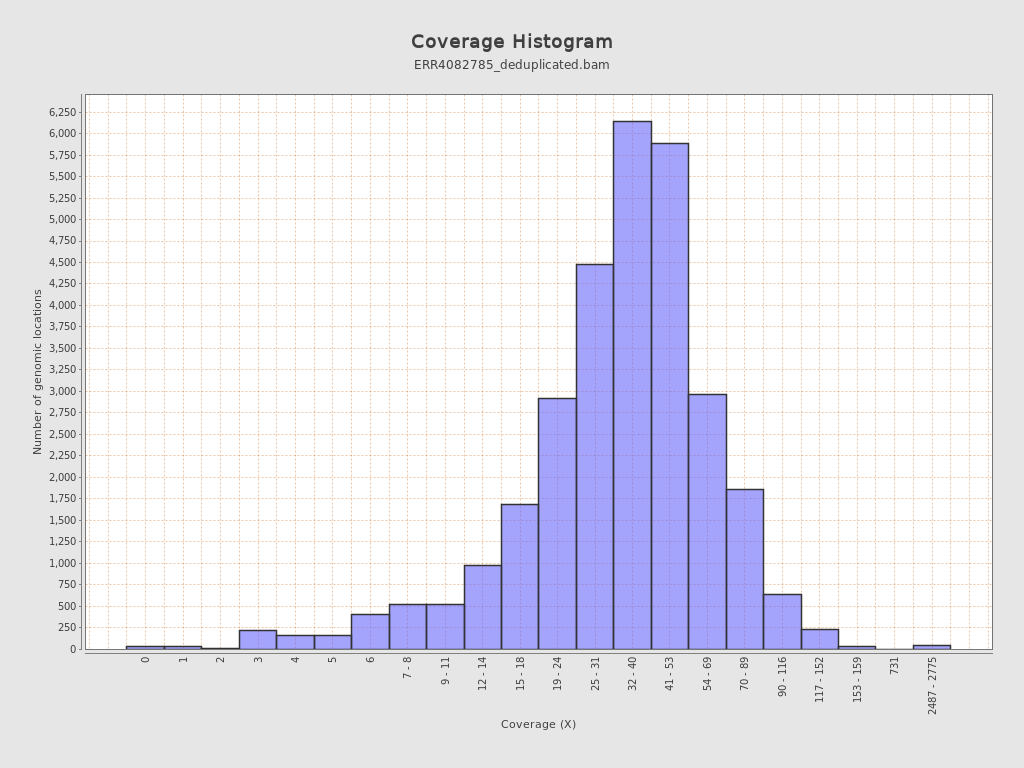 Coverage Histogram
ERR4082785_deduplicated.bam
Number of genomic locations
6,250
6,000
5,750
5,500
5,250
5,000
4,750
4,500
4,250
4,000
3,750
3,500
3,250
3,000
2,750
2,500
2,250
2,000
1,750
1,500
1,250
1,000
750
500
250
0
0
1
2
3
4
5
6
7 - 8
9 - 11
12 - 14
15 - 18
19 - 24
25 - 31
32 - 40
41 - 53
54 - 69
70 - 89
90 - 116
117 - 152
153 - 159
731
2487 - 2775
Coverage (X)